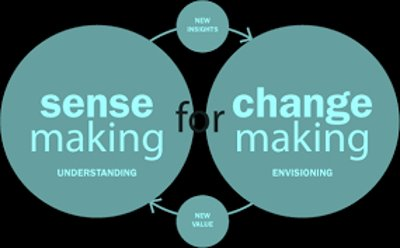 NEW
INSIGHTS
sense for change
making making
UNDERSTANDING ENVISIONING
NEW
VALUE